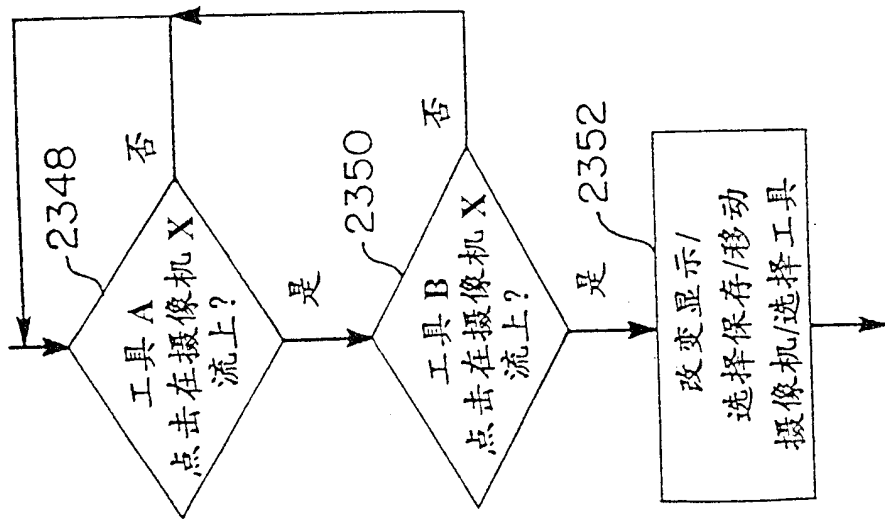 2348
工具 A
点击在摄像机 X
流上?
否
是
2350
工具 B
点击在摄像机 X
流上?
否
是
2352
改变显示/
选择保存/移动
摄像机/选择工具